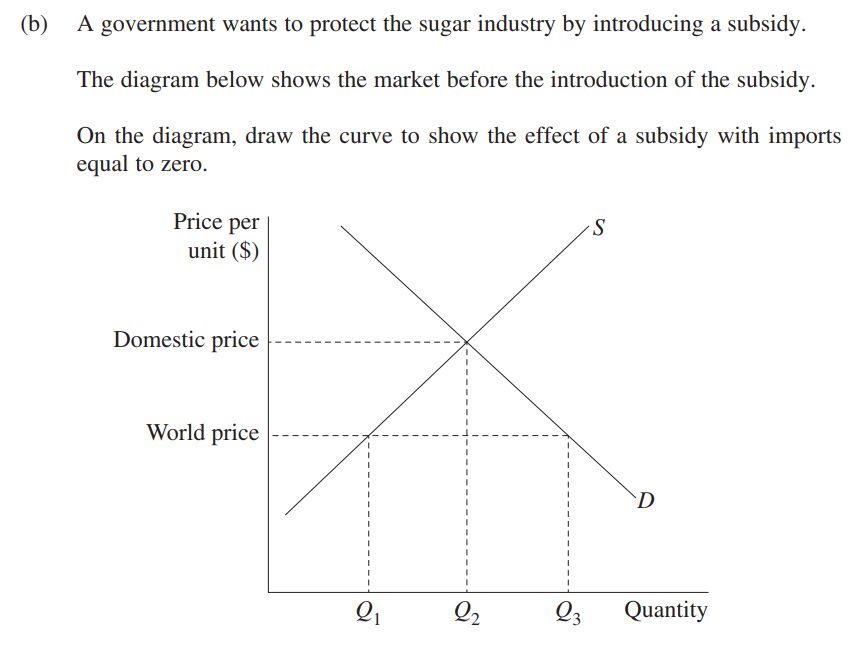 (b) A government wants to protect the sugar industry by introducing a subsidy.
The diagram below shows the market before the introduction of the subsidy.
On the diagram, draw the curve to show the effect of a subsidy with imports
equal to zero.
Price per
unit ($)
S
Domestic price
World price
D
Q1 Q2 Q3 Quantity